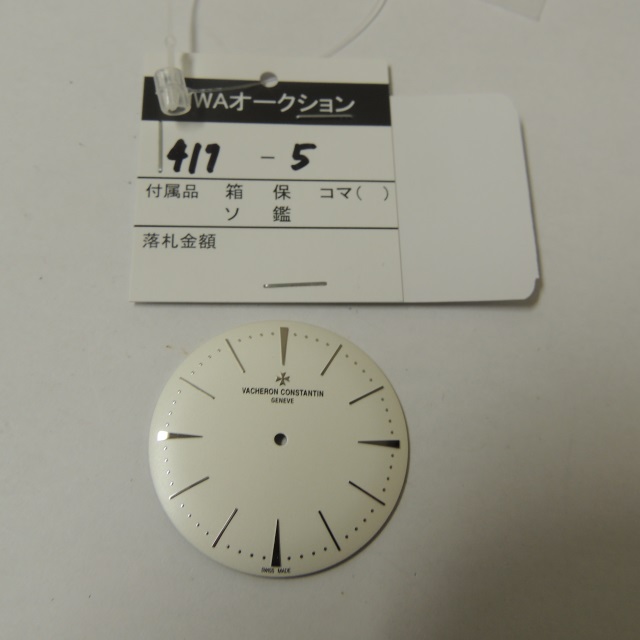 WAオークション
417 - 5
付属品 箱 保 コマ( )
ソ 鑑
落札金額
VACHERON CONSTANTIN
GENEVE
SWISS MADE